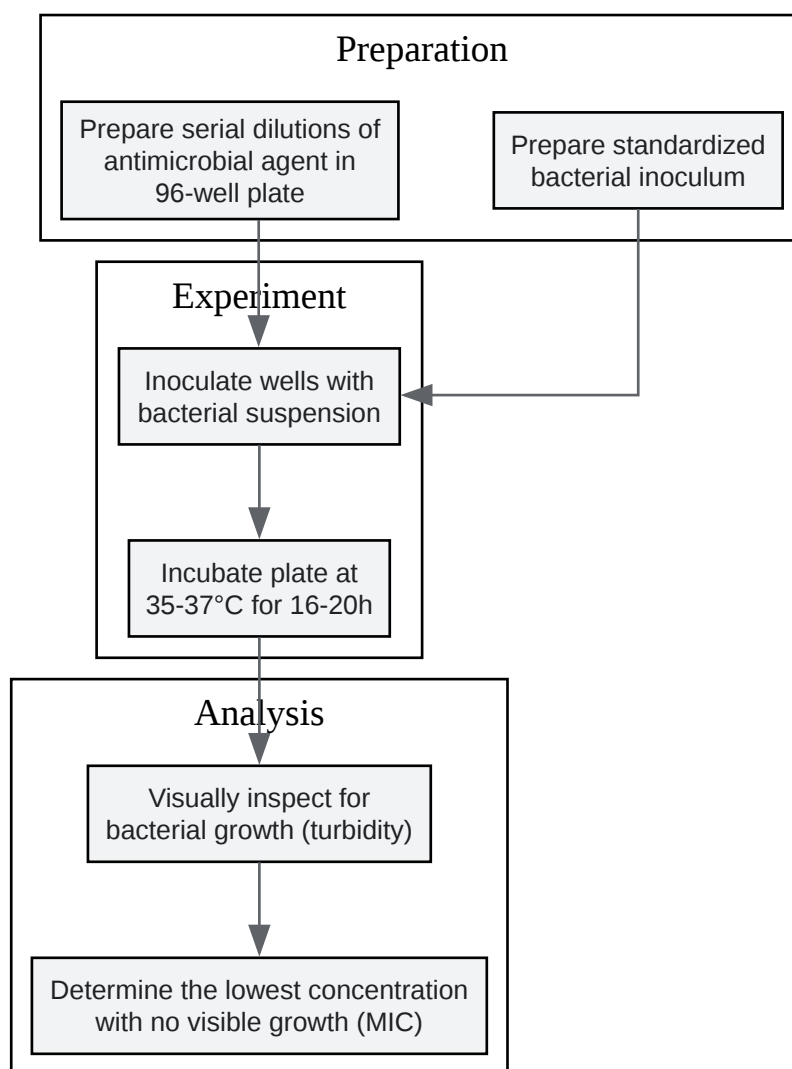 Preparation
Prepare serial dilutions of
antimicrobial agent in
96-well plate
Prepare standardized
bacterial inoculum
Experiment
Inoculate wells with
bacterial suspension
Incubate plate at
35-37°C for 16-20h
Analysis
Visually inspect for
bacterial growth (turbidity)
Determine the lowest concentration
with no visible growth (MIC)